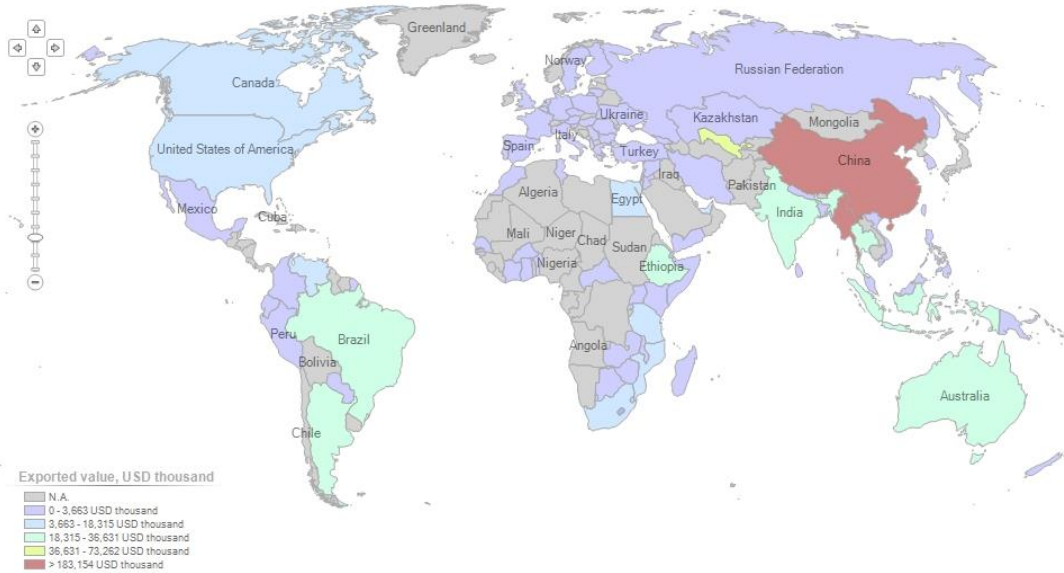 Greenland
Norway
Russian Federation
Canada
Ukraine
Kazakhstan
Mongolia
Italy
Spain
Turkey
United States of America
China
Iraq
Pakistan
Algeria
Egypt
Mexico
Cuba
India
Mali
Niger
Chad
Sudan
Nigeria
Ethiopia
Peru
Brazil
Bolivia
Angola
Australia
Chile
Exported value, USD thousand
N.A.
0 - 3,663 USD thousand
3,663 - 18,315 USD thousand
18,315 - 36,631 USD thousand
36,631 - 73,262 USD thousand
> 183,154 USD thousand